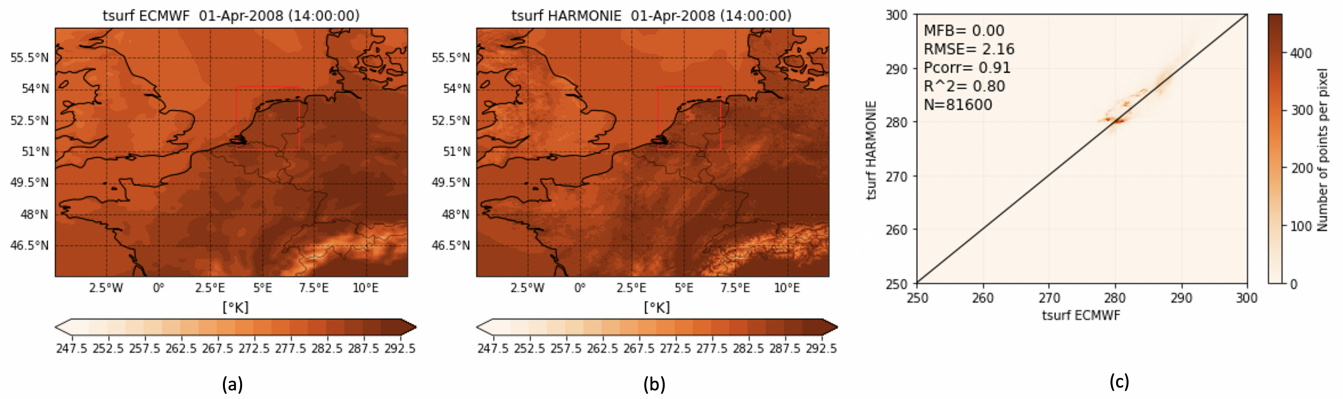 tsurf ECMWF 01-Apr-2008 (14:00:00)
55.5°N
54°N
52.5°N
51°N
49.5°N
48°N
46.5°N
2.5°W 0° 2.5°E 5°E 7.5°E 10°E
[°K]
247.5 252.5 257.5 262.5 267.5 272.5 277.5 282.5 287.5 292.5
(a)
tsurf HARMONIE 01-Apr-2008 (14:00:00)
55.5°N
54°N
52.5°N
51°N
49.5°N
48°N
46.5°N
2.5°W 0° 2.5°E 5°E 7.5°E 10°E
[°K]
247.5 252.5 257.5 262.5 267.5 272.5 277.5 282.5 287.5 292.5
(b)
MFB= 0.00
RMSE= 2.16
Pcorr= 0.91
R^2= 0.80
N=81600
tsurf HARMONIE
300
290
280
270
260
250
250 260 270 280 290 300
tsurf ECMWF
400
300
200
100
0
Number of points per pixel
(c)